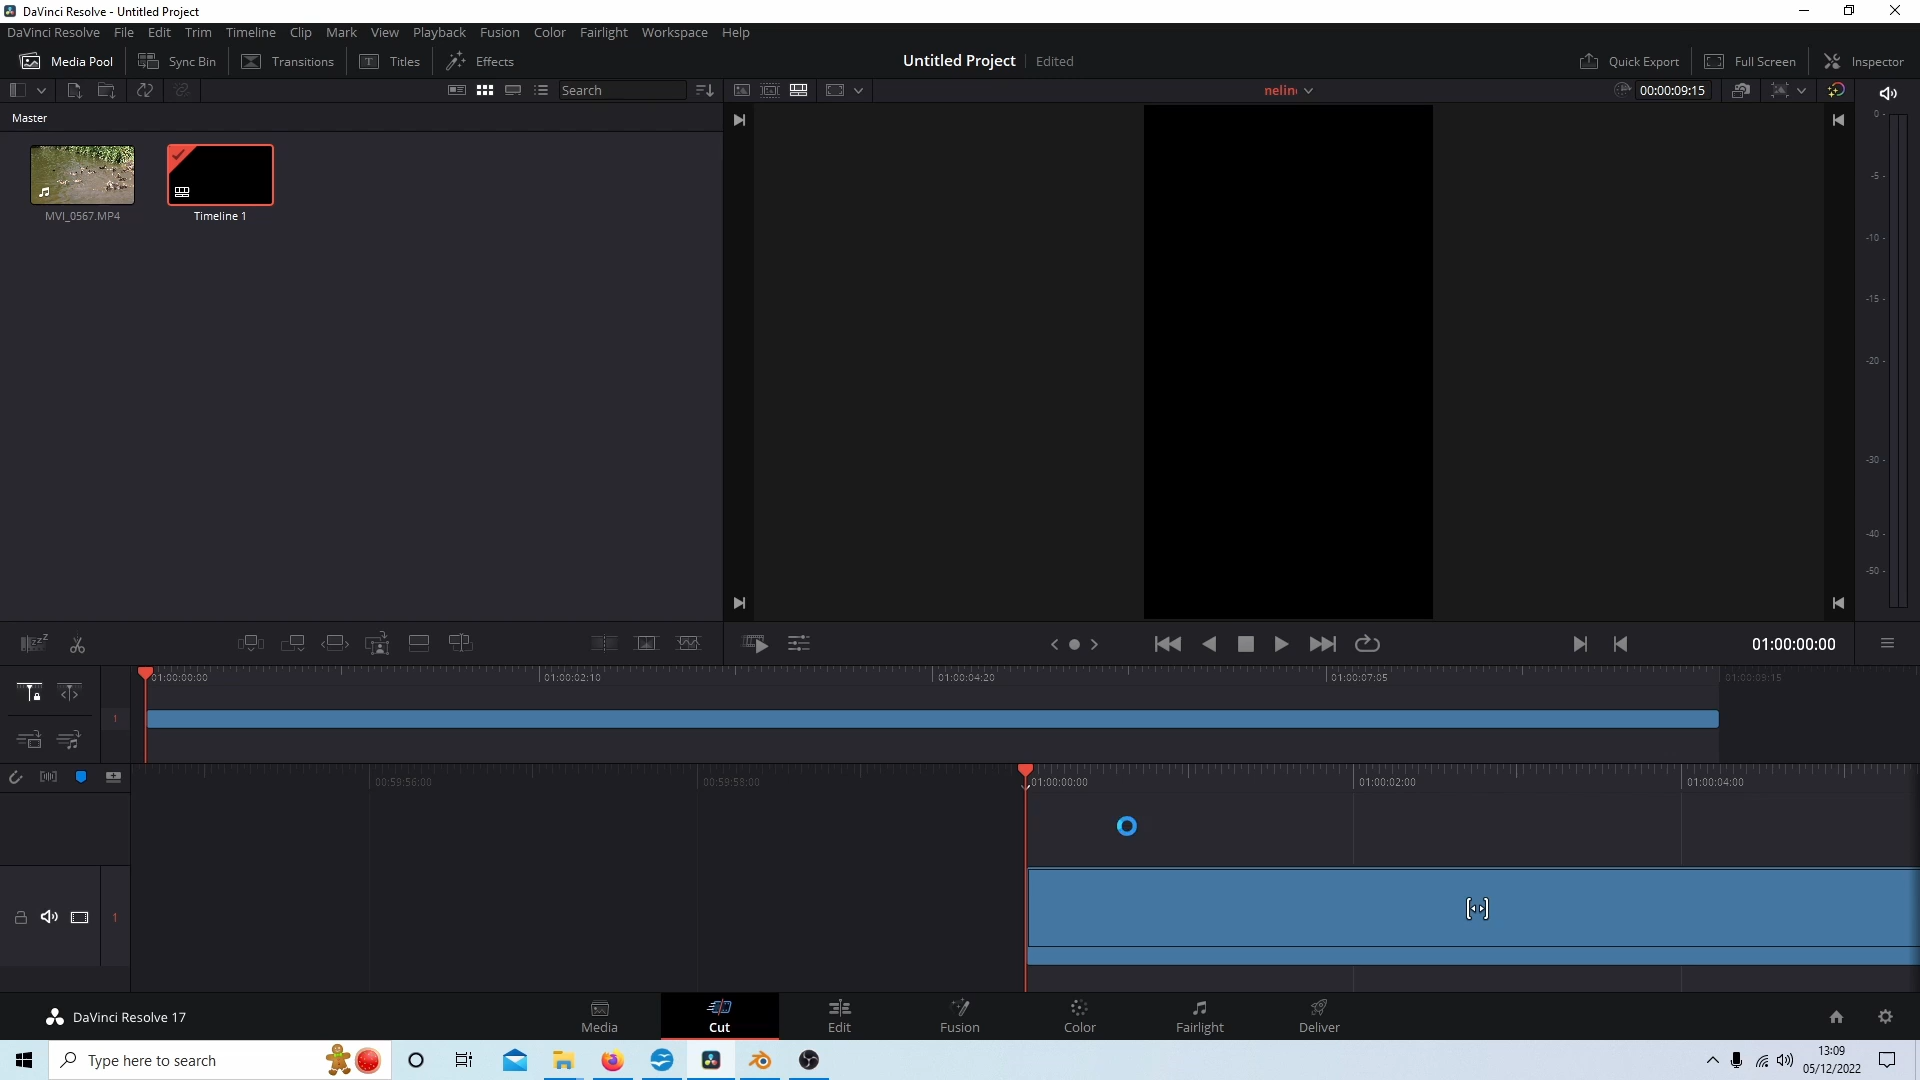 DaVinci Resolve - Untitled Project
DaVinci Resolve File Edit Trim Timeline Clip Mark View Playback Fusion Color Fairlight Workspace Help
Media Pool Sync Bin Transitions Titles Effects Untitled Project Edited Quick Export Full Screen Inspector
Search nelin 00:00:09:15
Master
MVI_0567.MP4 Timeline 1
0
-5
-10
-15
-20
-30
-40
-50
01:00:00:00
01:00:00:00 01:00:02:10 01:00:04:20 01:00:07:05 01:00:09:15
1
00:59:56:00 00:59:58:00 01:00:00:00 01:00:02:00 01:00:04:00
1
DaVinci Resolve 17 Media Cut Edit Fusion Color Fairlight Deliver
Type here to search 13:09
05/12/2022